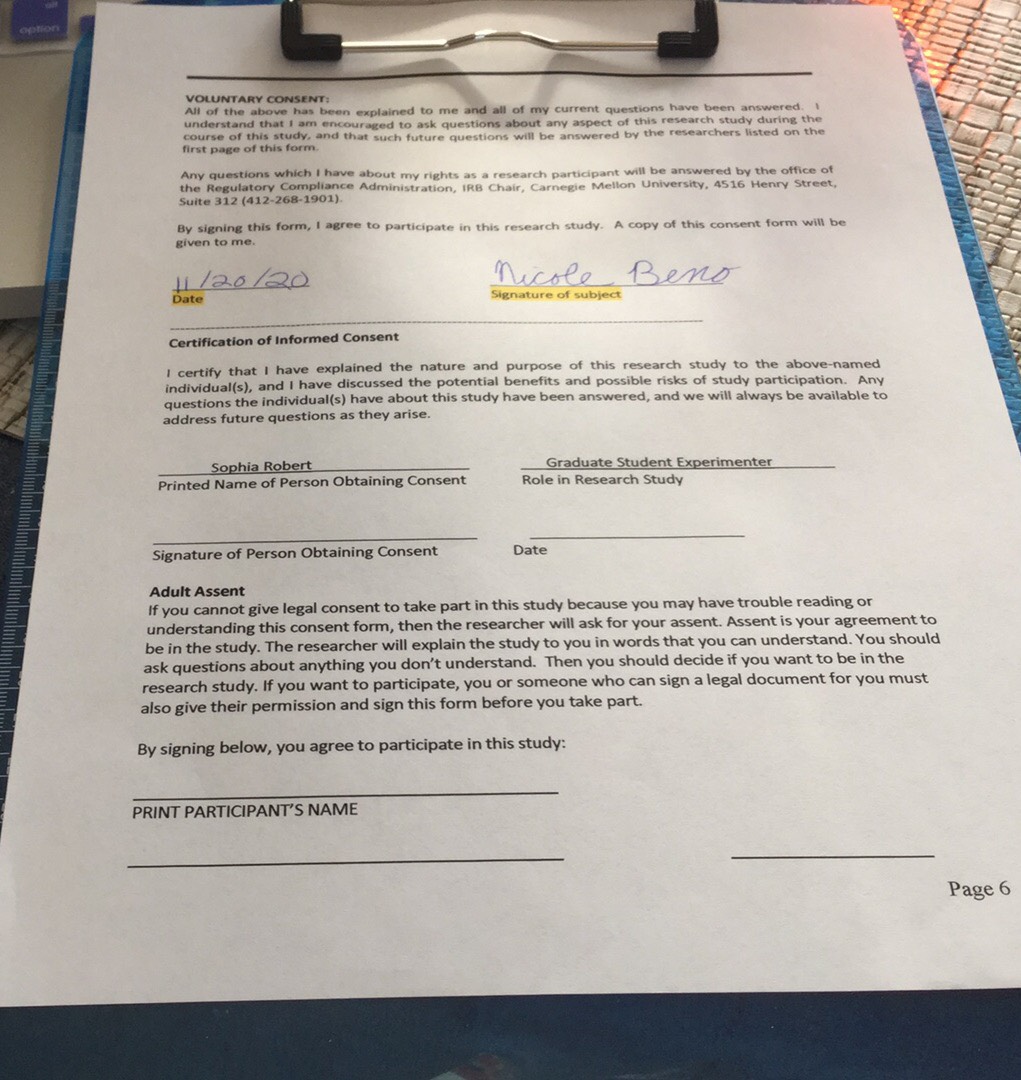 all
option
VOLUNTARY CONSENT:
All of the above has been explained to me and all of my current questions have been answered. I
understand that I am encouraged to ask questions about any aspect of this research study during the
course of this study, and that such future questions will be answered by the researchers listed on the
first page of this form.
Any questions which I have about my rights as a research participant will be answered by the office of
the Regulatory Compliance Administration, IRB Chair, Carnegie Mellon University, 4516 Henry Street,
Suite 312 (412-268-1901).
By signing this form, I agree to participate in this research study. A copy of this consent form will be
given to me.
11/20/20 Nicole Beno
Date Signature of subject
Certification of Informed Consent
I certify that I have explained the nature and purpose of this research study to the above-named
individual(s), and I have discussed the potential benefits and possible risks of study participation. Any
questions the individual(s) have about this study have been answered, and we will always be available to
address future questions as they arise.
Sophia Robert Graduate Student Experimenter
Printed Name of Person Obtaining Consent Role in Research Study
Signature of Person Obtaining Consent Date
Adult Assent
If you cannot give legal consent to take part in this study because you may have trouble reading or
understanding this consent form, then the researcher will ask for your assent. Assent is your agreement to
be in the study. The researcher will explain the study to you in words that you can understand. You should
ask questions about anything you don’t understand. Then you should decide if you want to be in the
research study. If you want to participate, you or someone who can sign a legal document for you must
also give their permission and sign this form before you take part.
By signing below, you agree to participate in this study:
PRINT PARTICIPANT’S NAME
Page 6